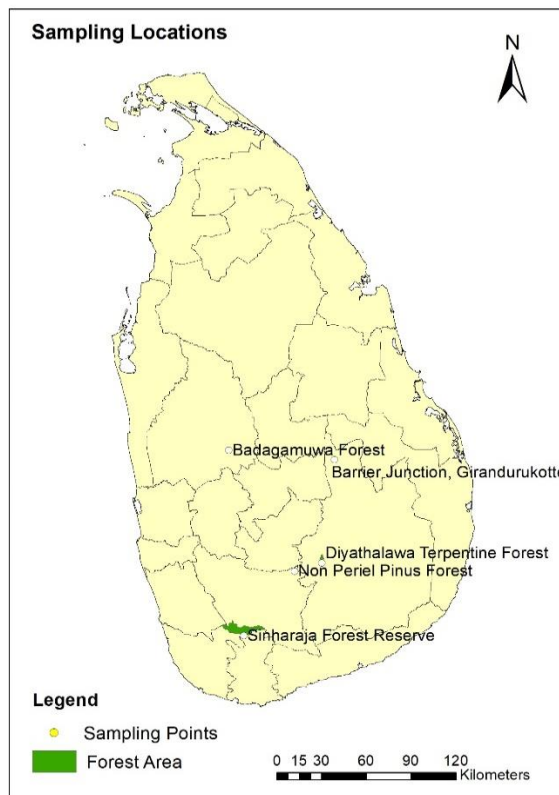 Sampling Locations
N
Badagamuwa Forest
Barrier Junction, Girandurukotte
Diyathalawa Terpentine Forest
Non Periel Pinus Forest
Sinharaja Forest Reserve
Legend
Sampling Points
Forest Area
0 15 30 60 90 120
Kilometers